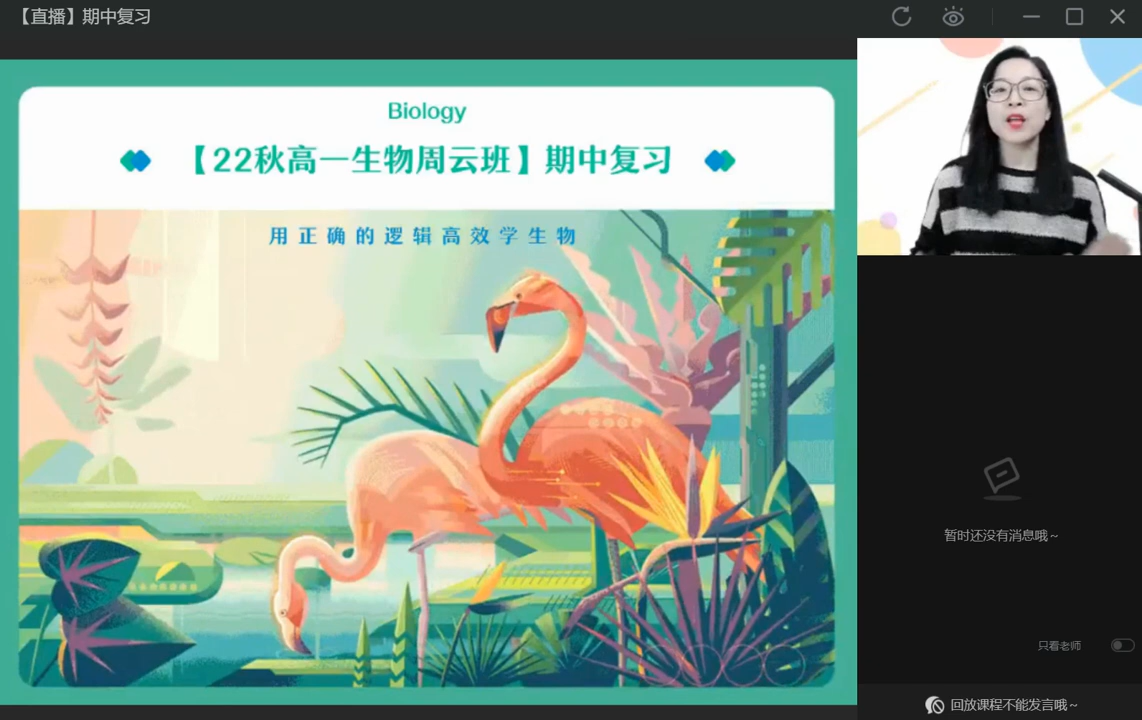 【直播】期中复习
Biology
【22秋高一生物周云班】期中复习
用正确的逻辑高效学生物
暂时还没有消息哦~
只看老师
回放课程不能发言哦~